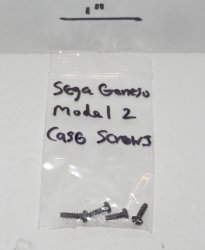 1"
Sega Genesis
Model 2
Case Screws